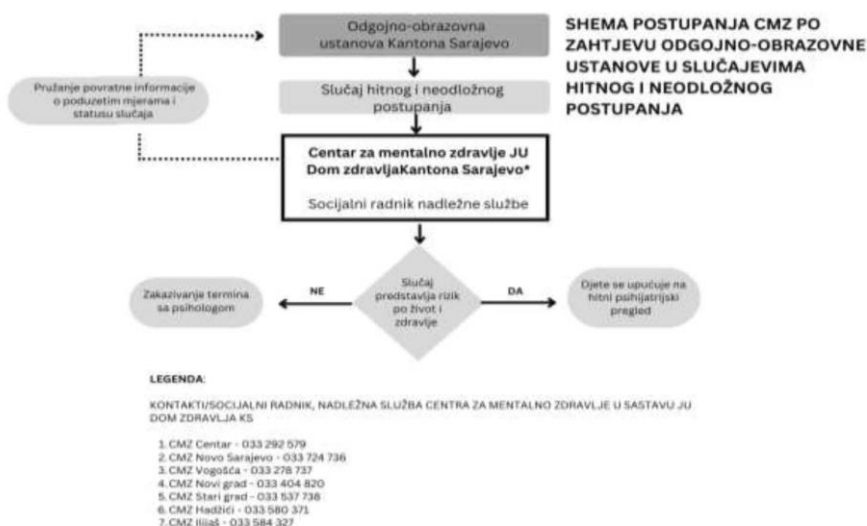 Odgojno-obrazovna
ustanova Kantona Sarajevo
SHEMA POSTUPANJA CMZ PO
ZAHTJEVU ODGOJNO-OBRAZOVNE
USTANOVE U SLUČAJEVIMA
HITNOG I NEODLOŽNOG
POSTUPANJA
Pružanje povratne informacije
o poduzetim mjerama i
statusu slučaja
Slučaj hitnog i neodložnog
postupanja
Centar za mentalno zdravlje JU
Dom zdravljaKantona Sarajevo*
Socijalni radnik nadležne službe
Slučaj
predstavlja rizik
po život i
zdravlje
NE
DA
Zakazivanje termina
sa psihologom
Djete se upućuje na
hitni psihijatrijski
pregled
LEGENDA:
KONTAKTI/SOCIJALNI RADNIK, NADLEŽNA SLUŽBA CENTRA ZA MENTALNO ZDRAVLJE U SASTAVU JU
DOM ZDRAVLJA KS
1. CMZ Centar - 033 292 579
2. CMZ Novo Sarajevo - 033 724 736
3. CMZ Vogošća - 033 278 737
4. CMZ Novi grad - 033 404 820
5. CMZ Stari grad - 033 537 738
6. CMZ Hadžići - 033 580 371
7. CMZ Ilijaš - 033 584 327